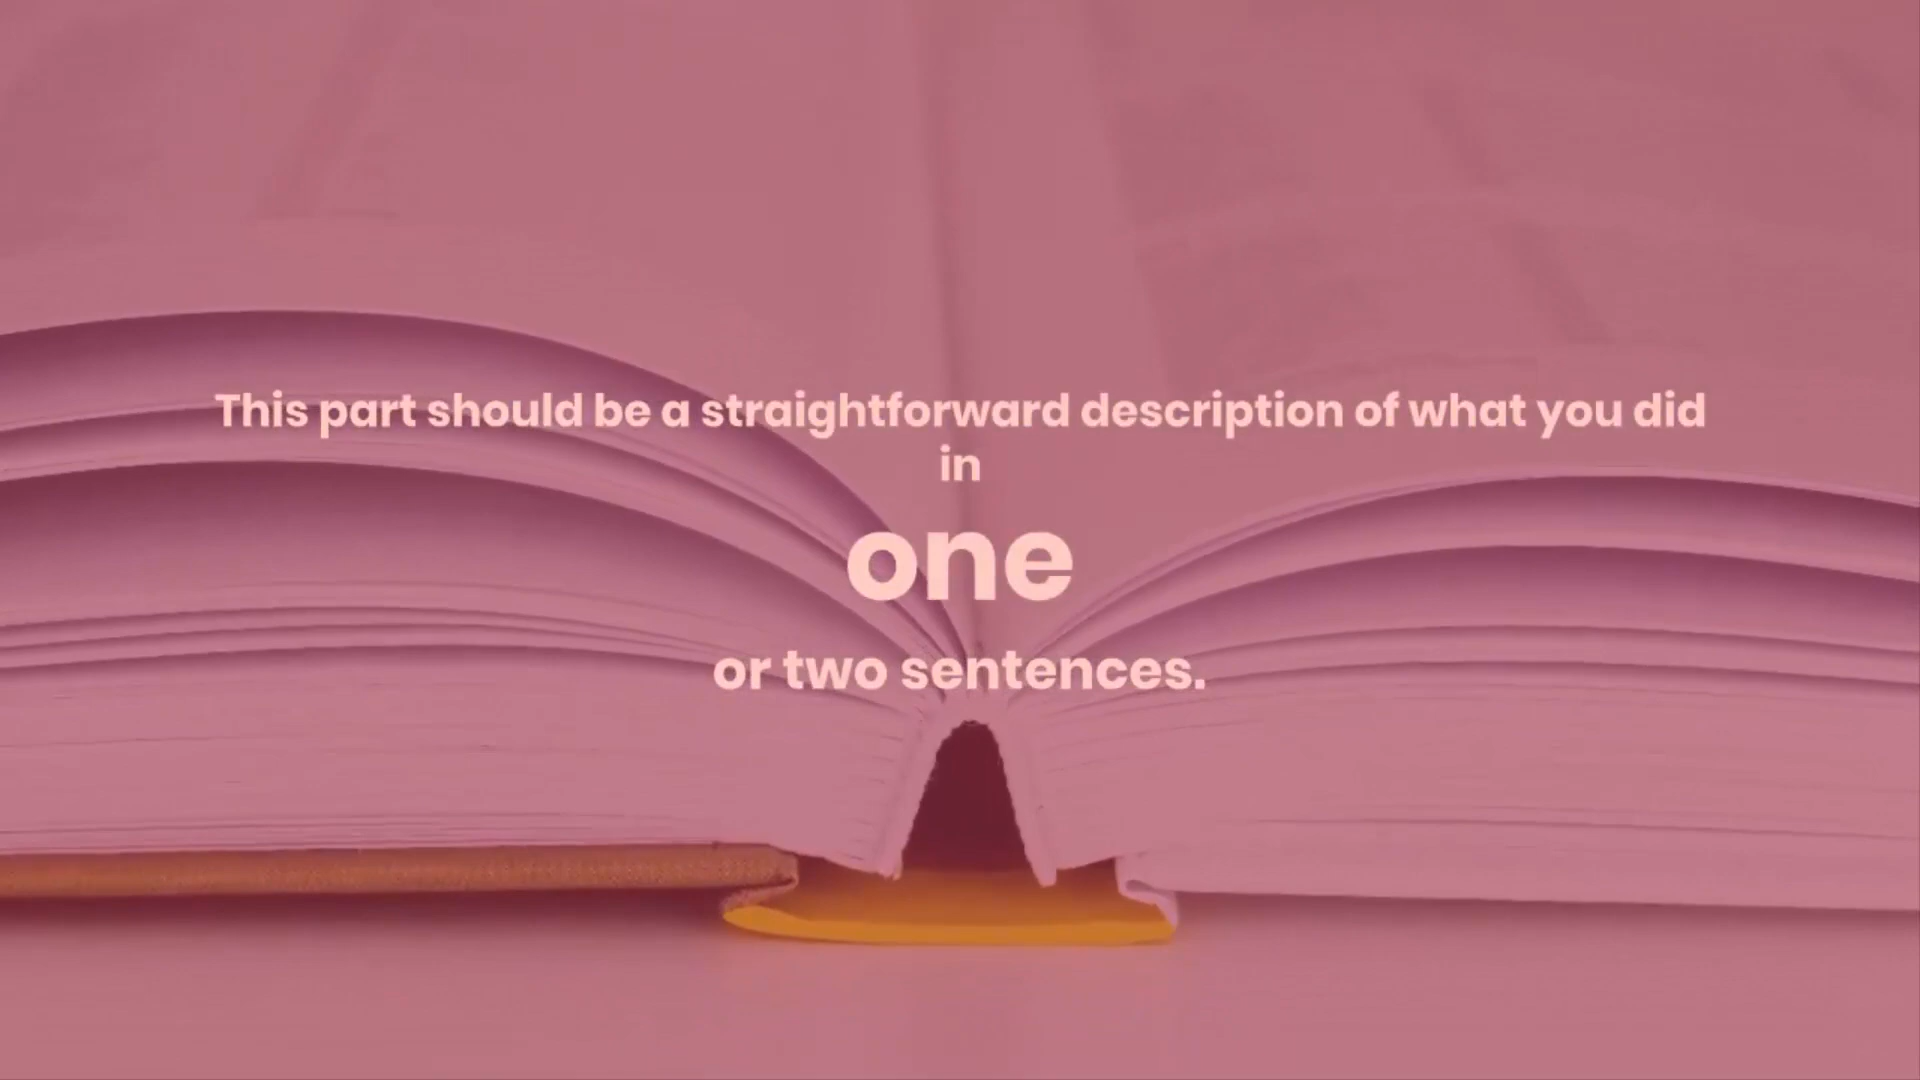 This part should be a straightforward description of what you did
in
one
or two sentences.